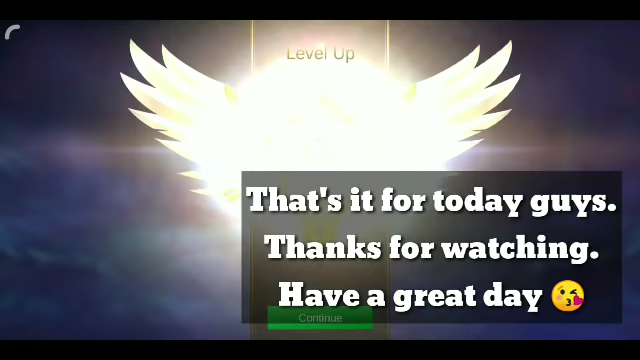 Level Up
That's it for today guys.
Thanks for watching.
Have a great day 😘
Continue